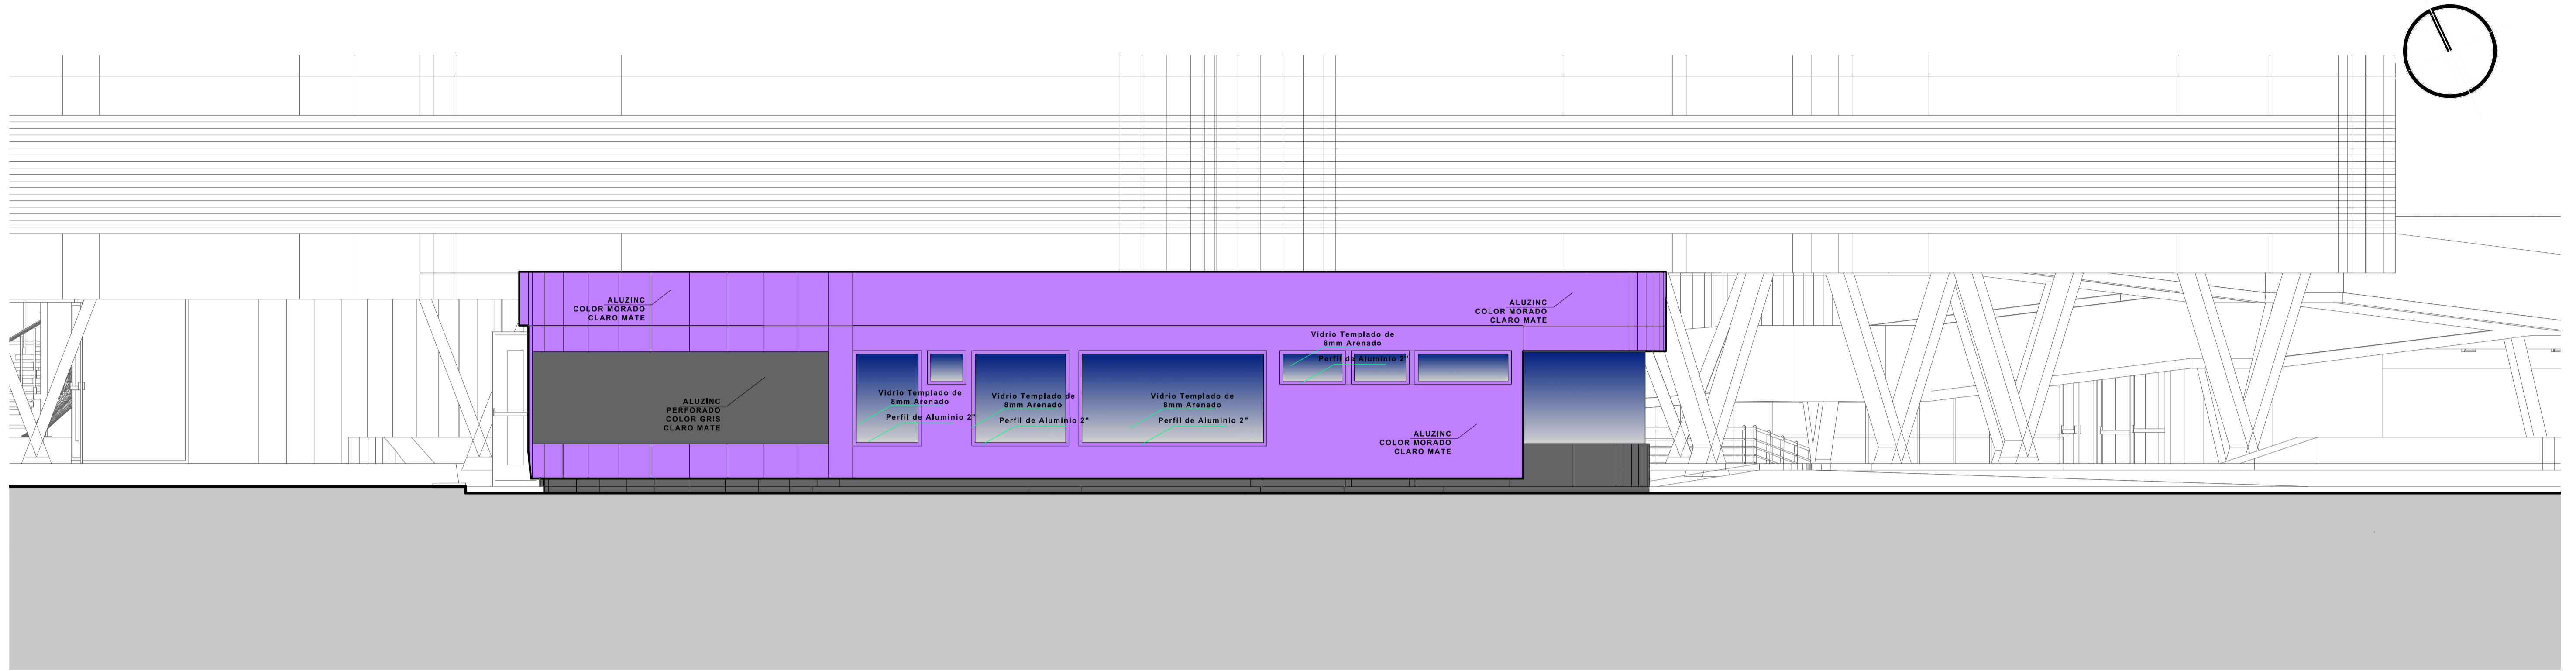 ALUZINC
COLOR MORADO
CLARO MATE
ALUZINC
COLOR MORADO
CLARO MATE
Vidrio Templado de
8mm Arenado
Perfil de Aluminio 2"
Vidrio Templado de
8mm Arenado
Perfil de Aluminio 2"
Vidrio Templado de
8mm Arenado
Perfil de Aluminio 2"
Vidrio Templado de
8mm Arenado
Perfil de Aluminio 2"
ALUZINC
PERFORADO
COLOR GRIS
CLARO MATE
ALUZINC
COLOR MORADO
CLARO MATE